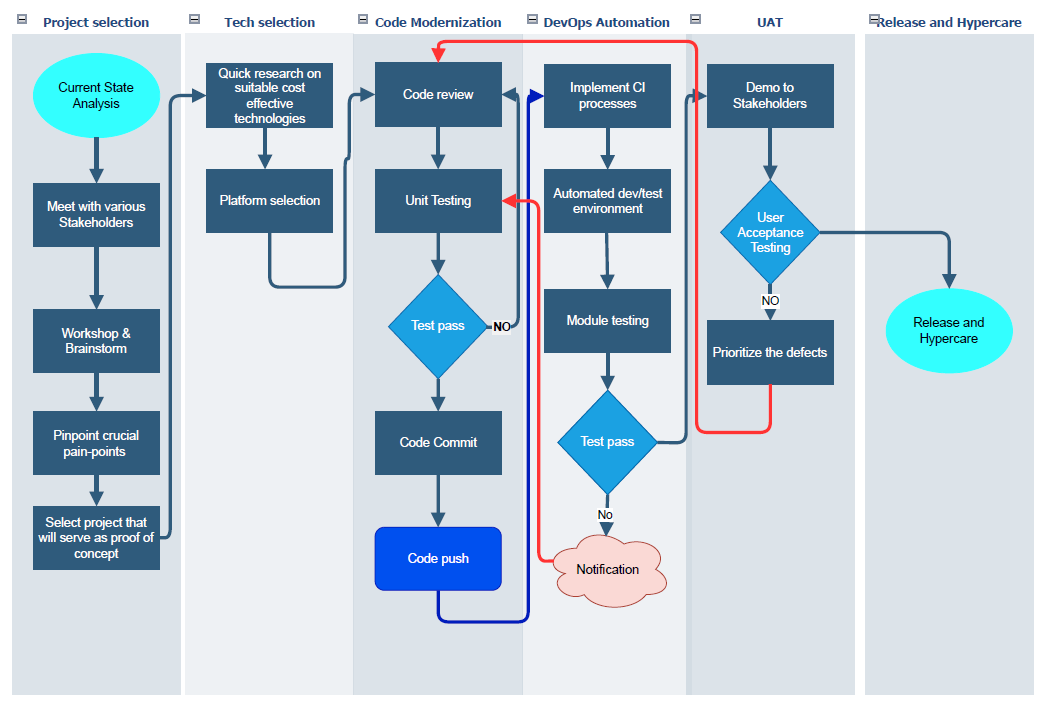 Project selection
Tech selection
Code Modernization
DevOps Automation
UAT
Release and Hypercare
Current State
Analysis
Meet with various
Stakeholders
Workshop &
Brainstorm
Pinpoint crucial
pain-points
Select project that
will serve as proof of
concept
Quick research on
suitable cost
effective
technologies
Platform selection
Code review
Unit Testing
Test pass
NO
Code Commit
Code push
Implement CI
processes
Automated dev/test
environment
Module testing
Test pass
No
Notification
Demo to
Stakeholders
User
Acceptance
Testing
NO
Prioritize the defects
Release and
Hypercare